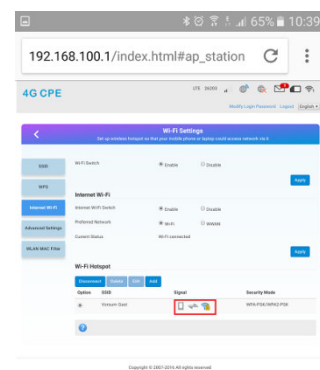 65% 10:39
192.168.100.1/index.html#ap_station
4G CPE
Modify Login Password Logout English
Wi-Fi Settings
Set up wireless hotspot so that your mobile phone or laptop could access network via it
SSID
WPS
Internet Wi-Fi
Advanced Settings
WLAN MAC Filter
Wi-Fi Switch Enable Disable
Apply
Internet Wi-Fi
Internet Wi-Fi Switch Enable Disable
Preferred Network Wi-Fi WWAN
Current Status Wi-Fi connected
Apply
Wi-Fi Hotspot
Disconnect Delete Edit Add
Option SSID Signal Security Mode
WPA-PSK/WPA2-PSK
Copyright © 2007-2016 All rights reserved